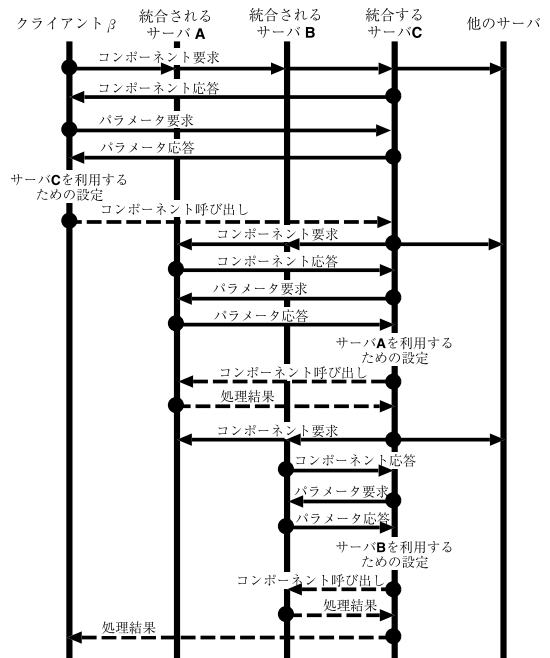 クライアントβ
統合される
サーバA
統合される
サーバB
統合する
サーバC
他のサーバ
コンポーネント要求
コンポーネント応答
パラメータ要求
パラメータ応答
サーバCを利用する
ための設定
コンポーネント呼び出し
コンポーネント要求
コンポーネント応答
パラメータ要求
パラメータ応答
サーバAを利用する
ための設定
コンポーネント呼び出し
処理結果
コンポーネント要求
コンポーネント応答
パラメータ要求
パラメータ応答
サーバBを利用する
ための設定
コンポーネント呼び出し
処理結果
処理結果